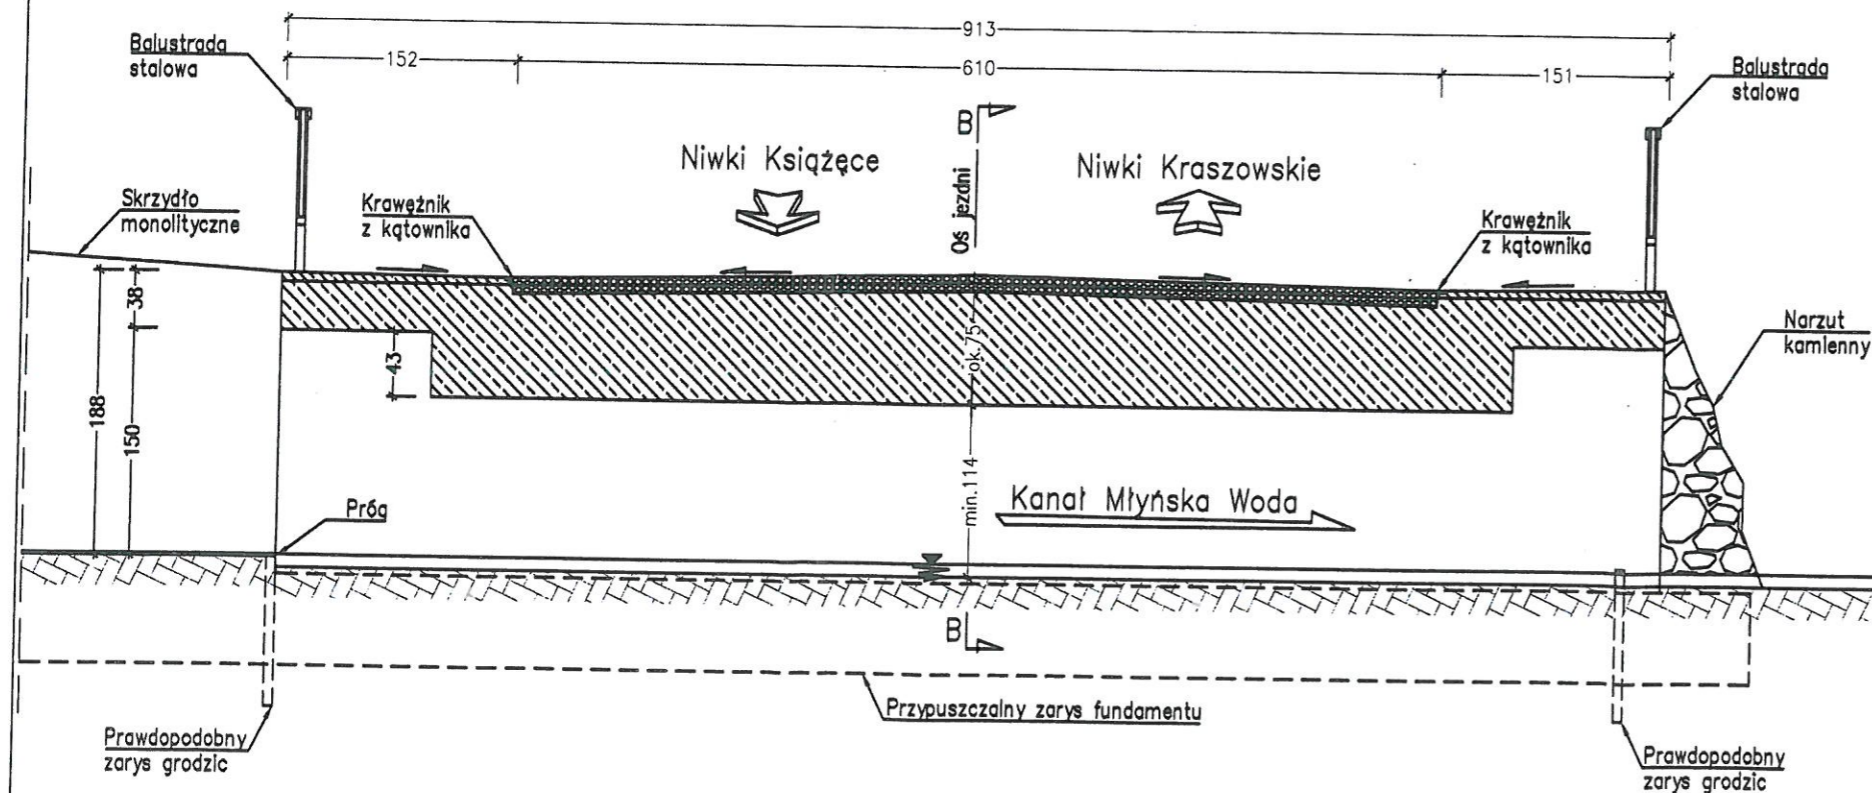 913
152
610
151
Balustrada
stalowa
Balustrada
stalowa
B
Niwki Książęce
Niwki Kraszowskie
Oś jezdni
Skrzydło
monolityczne
Krawężnik
z kątownika
Krawężnik
z kątownika
38
43
188
150
ok.75
min.114
Narzut
kamienny
Kanał Młyńska Woda
Próg
B
Przypuszczalny zarys fundamentu
Prawdopodobny
zarys grodzic
Prawdopodobny
zarys grodzic